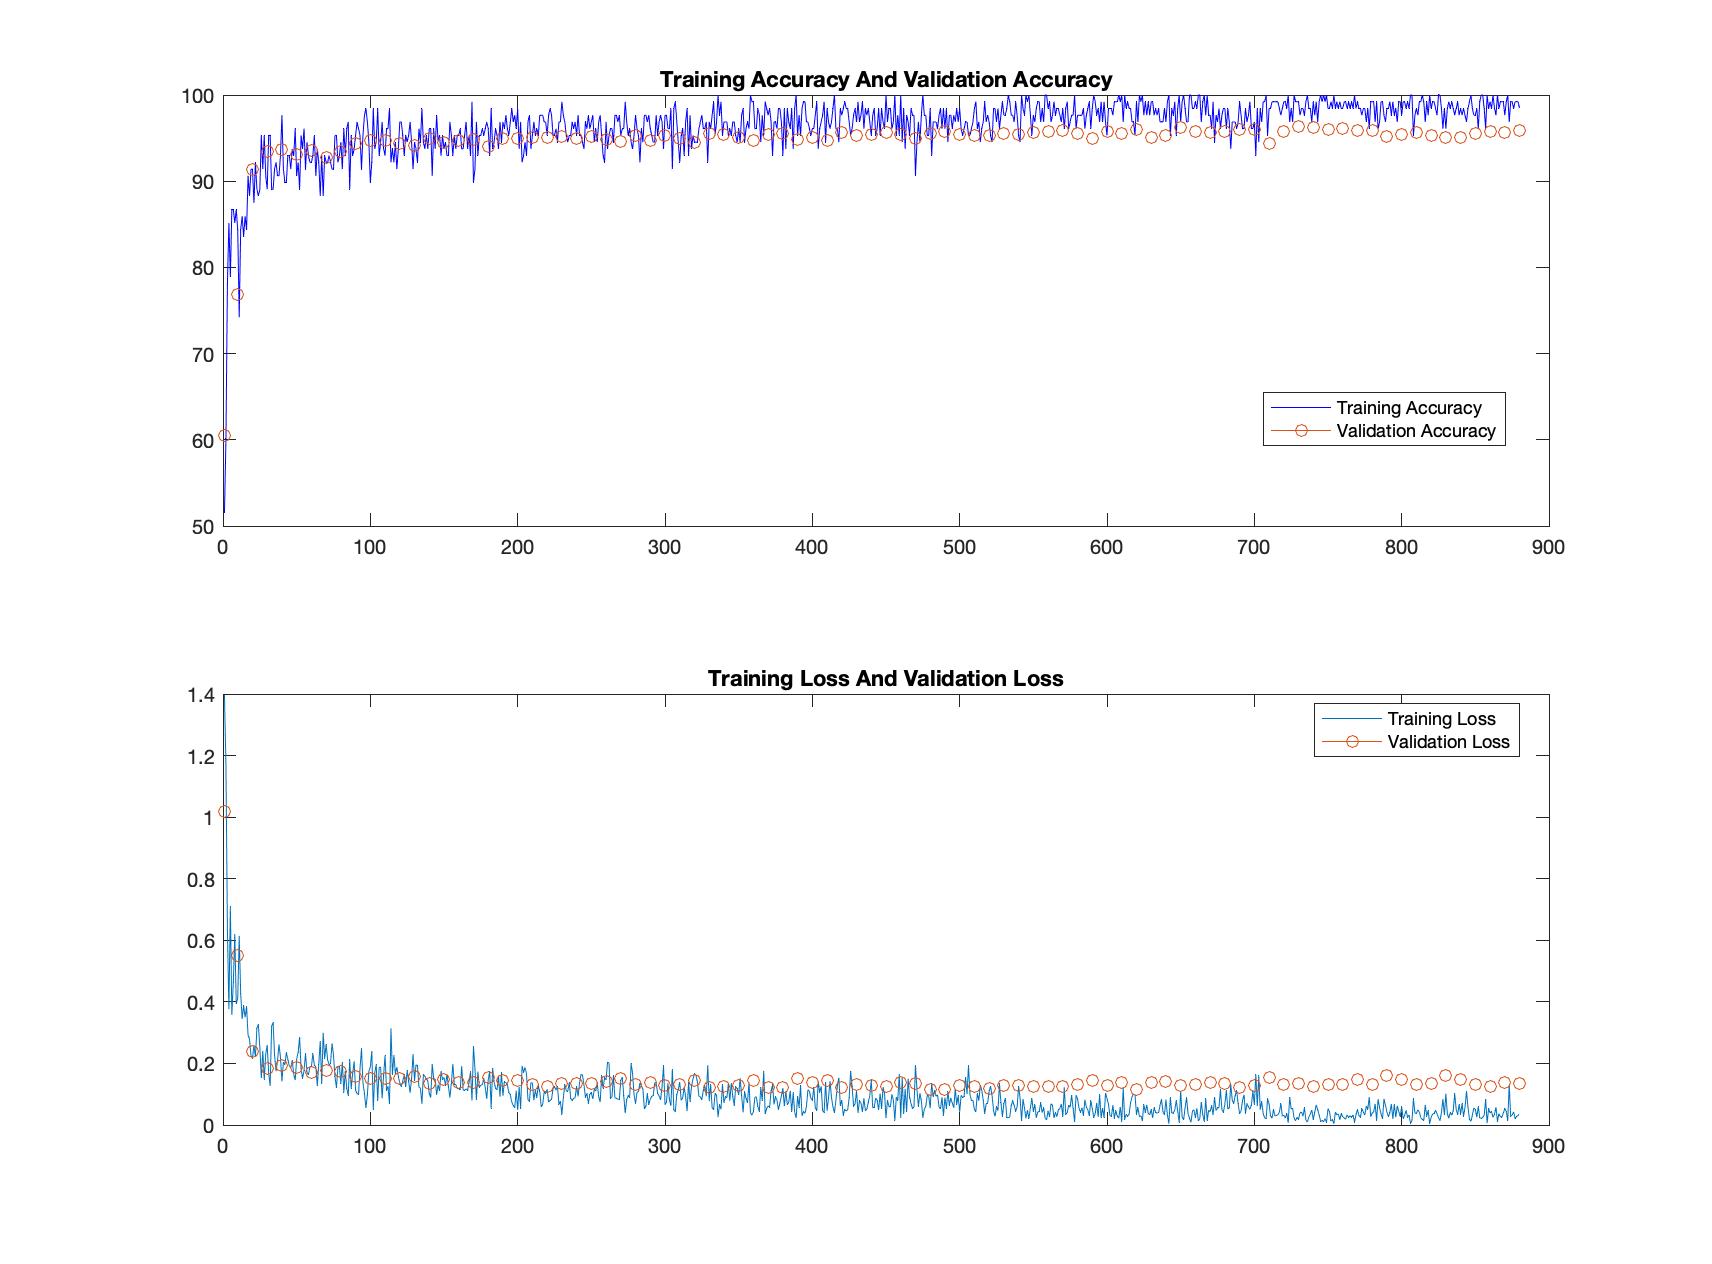 Training Accuracy And Validation Accuracy
100
90
80
70
60
50
0 100 200 300 400 500 600 700 800 900
Training Accuracy
Validation Accuracy
Training Loss And Validation Loss
1.4
1.2
1
0.8
0.6
0.4
0.2
0
0 100 200 300 400 500 600 700 800 900
Training Loss
Validation Loss